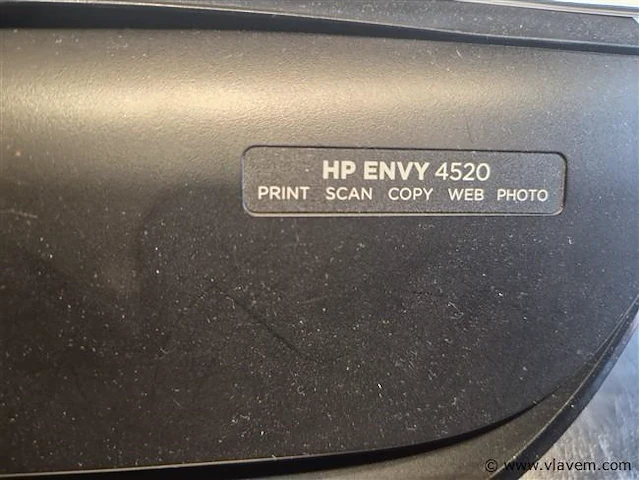 HP ENVY 4520
PRINT SCAN COPY WEB PHOTO
© www.vlavem.com